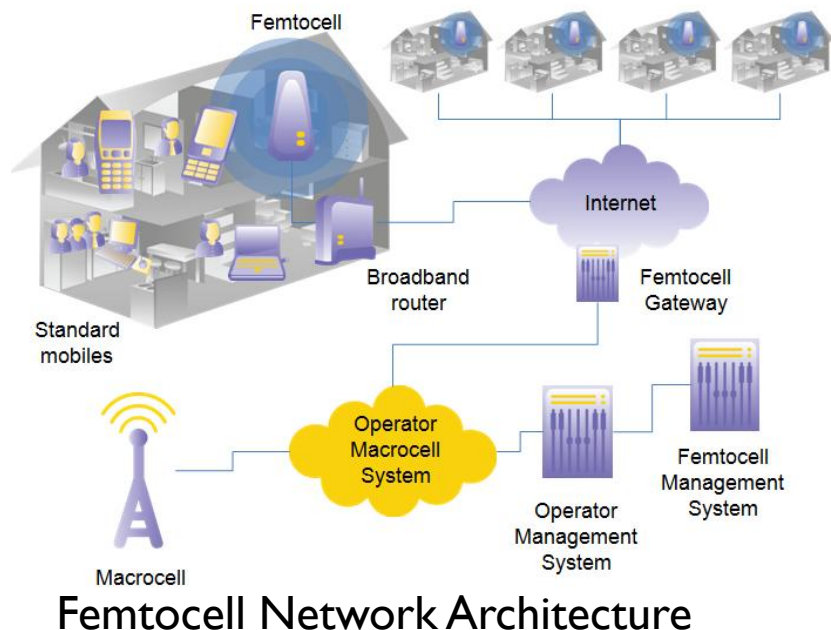 Femtocell
Internet
Broadband
router
Femtocell
Gateway
Standard
mobiles
Operator
Macrocell
System
Femtocell
Management
System
Operator
Management
System
Macrocell
Femtocell Network Architecture